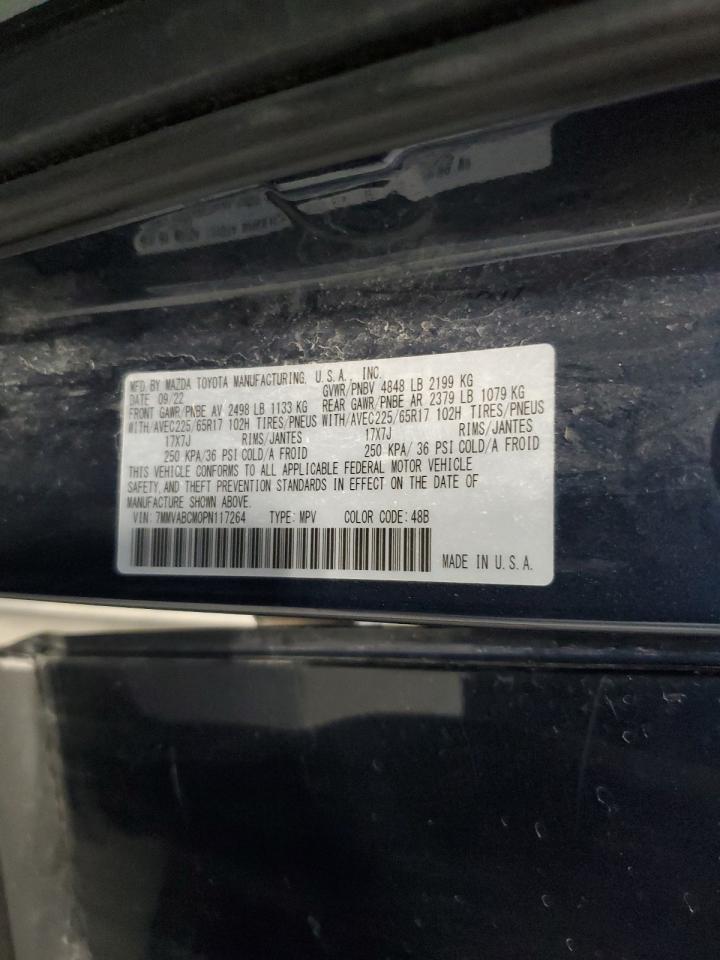 MFD. BY MAZDA TOYOTA MANUFACTURING, U.S.A., INC.
DATE 09/22 GVWR/PNBV 4848 LB 2199 KG
FRONT GAWR/PNBE AV 2498 LB 1133 KG REAR GAWR/PNBE AR 2379 LB 1079 KG
WITH/AVEC225/65R17 102H TIRES/PNEUS WITH/AVEC225/65R17 102H TIRES/PNEUS
17X7J RIMS/JANTES 17X7J RIMS/JANTES
250 KPA/36 PSI COLD/A FROID 250 KPA/ 36 PSI COLD/A FROID
THIS VEHICLE CONFORMS TO ALL APPLICABLE FEDERAL MOTOR VEHICLE
SAFETY, AND THEFT PREVENTION STANDARDS IN EFFECT ON THE DATE OF
MANUFACTURE SHOWN ABOVE.
VIN: 7MMVABCM0PN117264 TYPE: MPV COLOR CODE: 48B
MADE IN U.S.A.